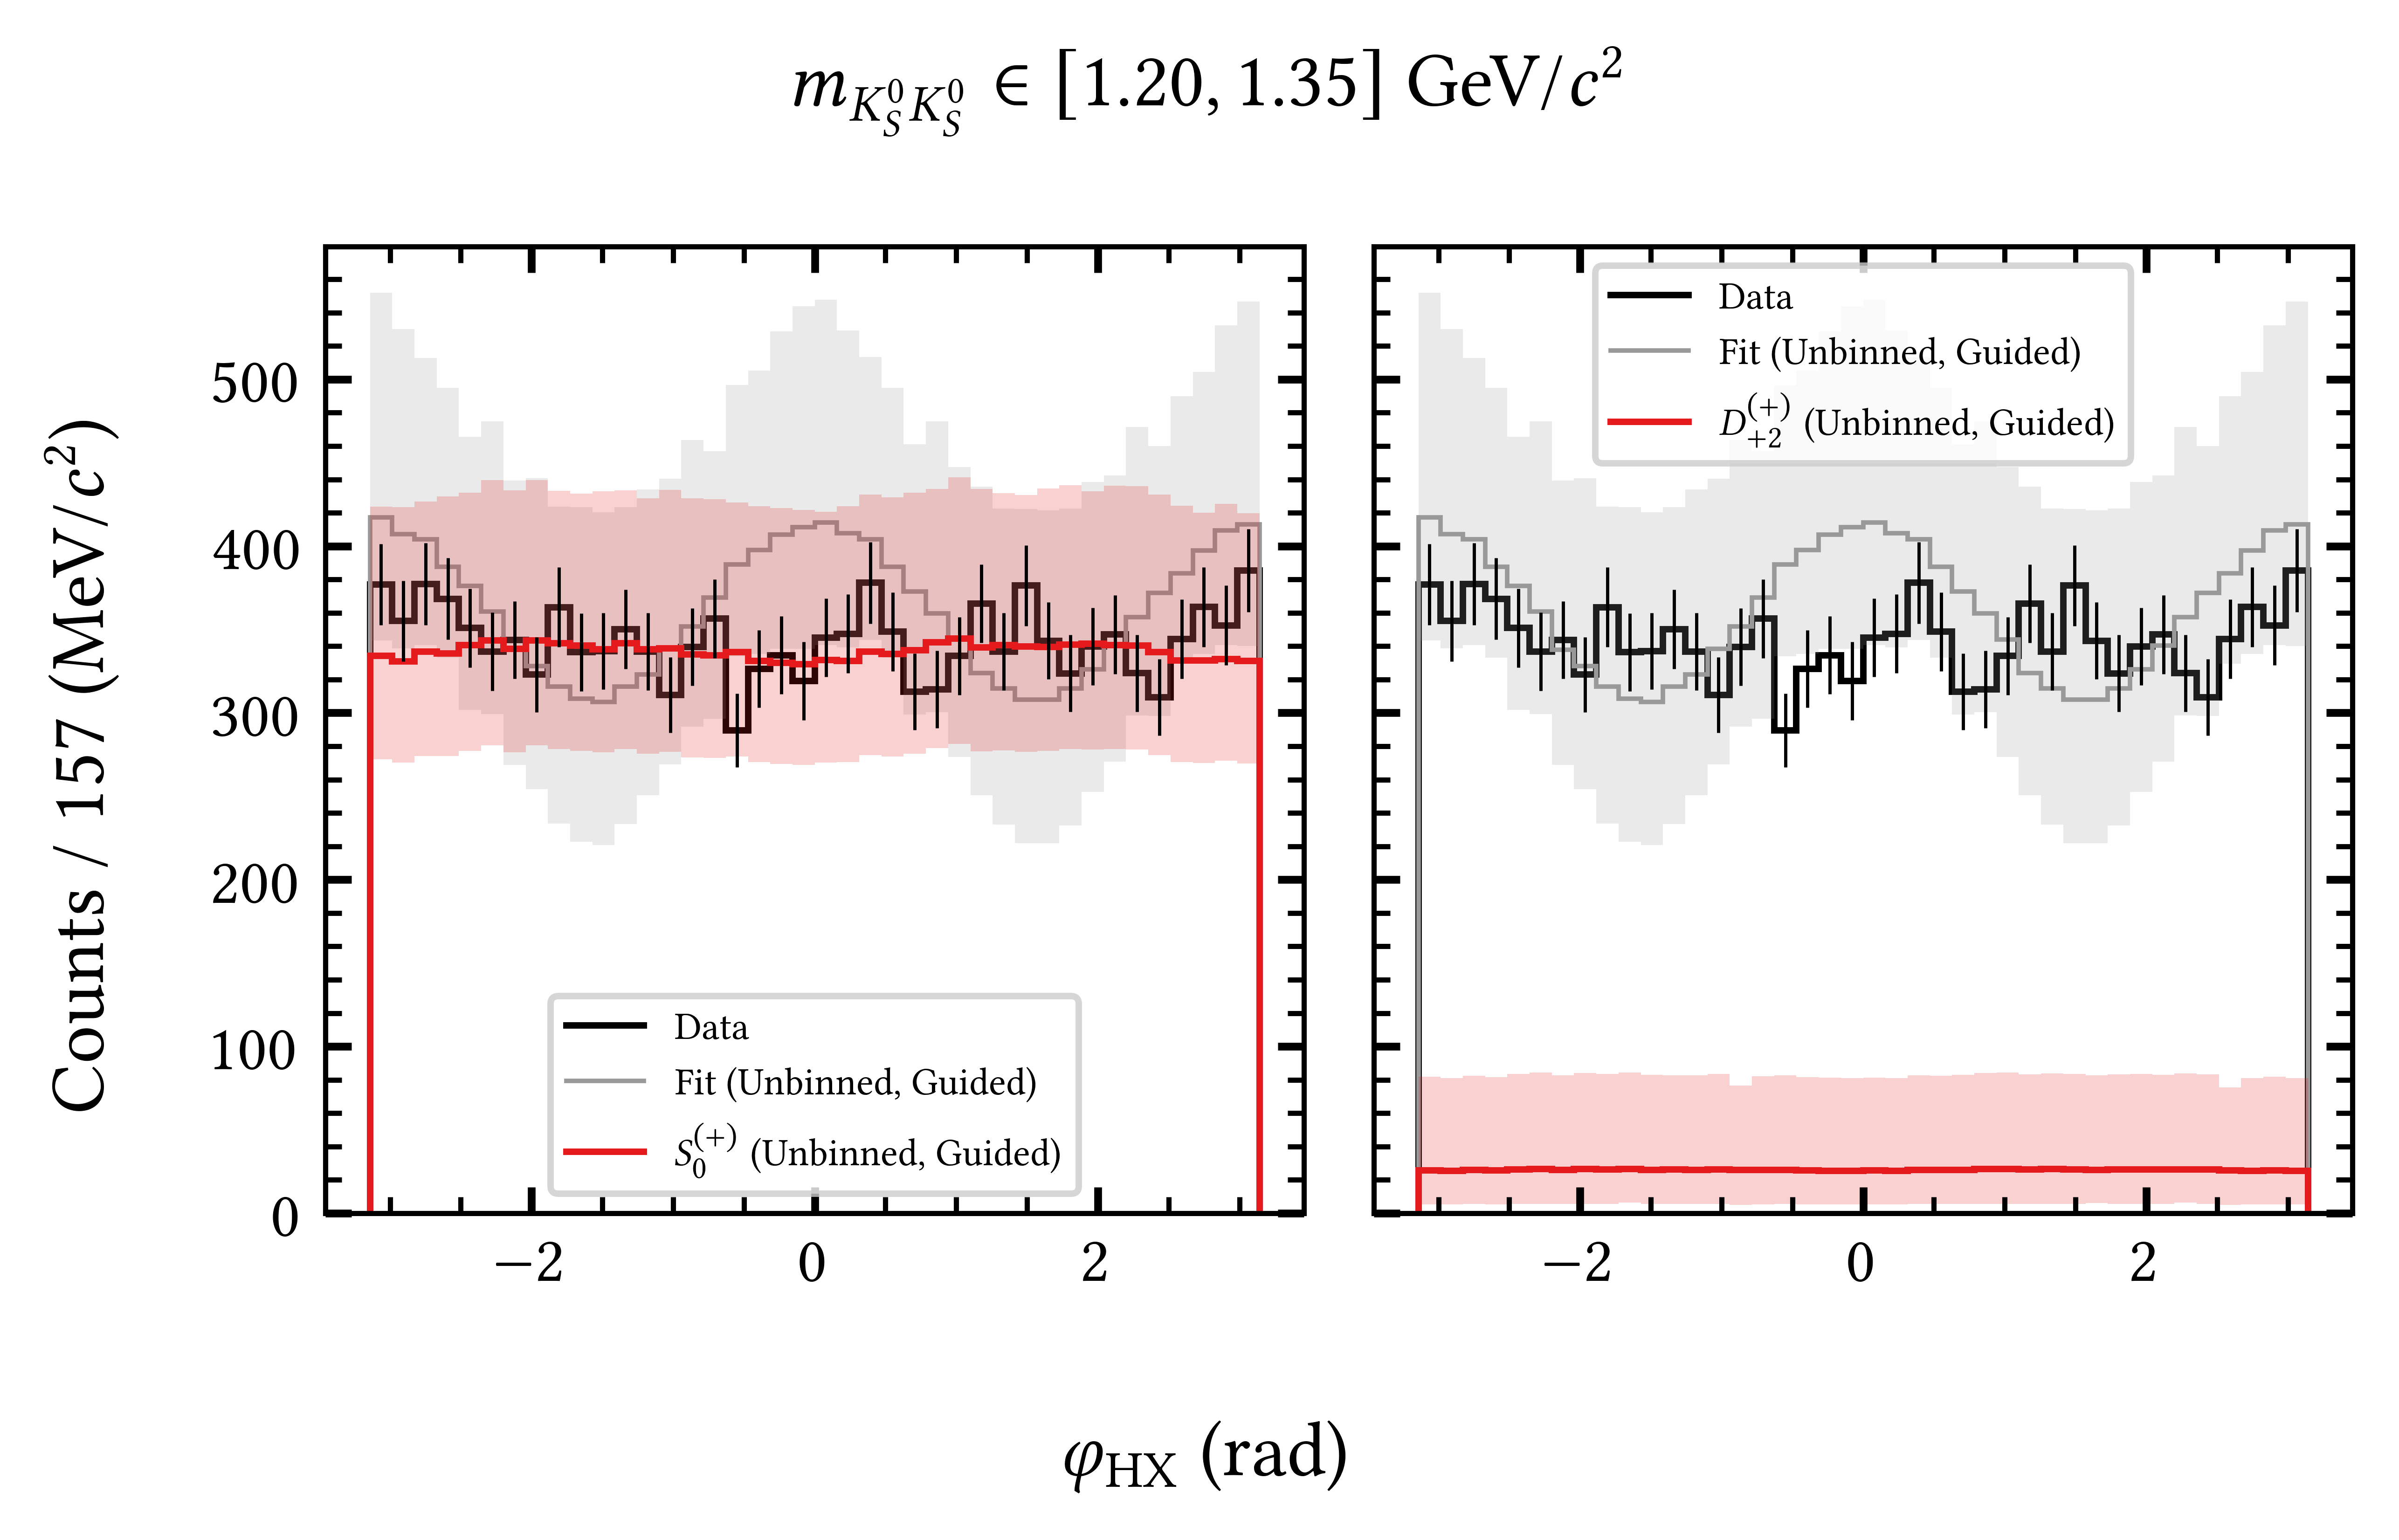 m_{K_S^0 K_S^0} ∈ [1.20, 1.35] GeV/c²
Counts / 157 (MeV/c²)
500
400
300
200
100
0
Data
Fit (Unbinned, Guided)
S_0^{(+)} (Unbinned, Guided)
−2
0
2
Data
Fit (Unbinned, Guided)
D_{+2}^{(+)} (Unbinned, Guided)
−2
0
2
φ_{HX} (rad)